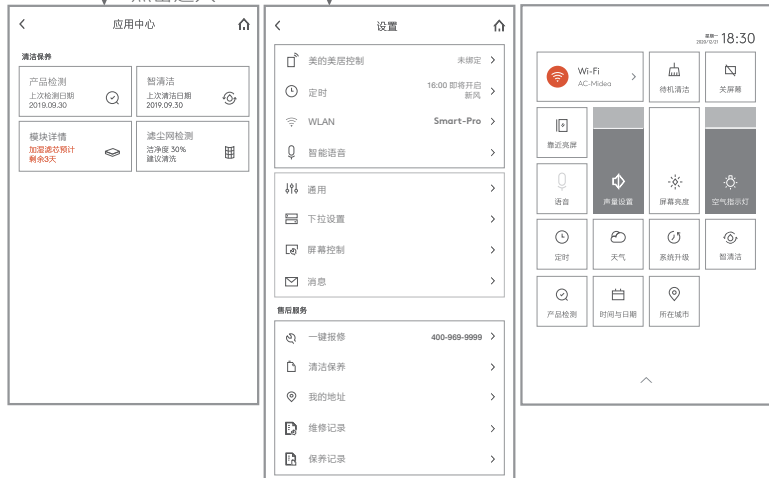 应用中心
清洁保养
产品检测
上次检测日期
2019.09.30
智清洁
上次清洁日期
2019.09.30
模块详情
加湿滤芯预计
剩余3天
滤尘网检测
洁净度 30%
建议清洗
设置
美的美居控制
未绑定
定时
16:00 即将开启
新风
WLAN
Smart-Pro
智能语音
通用
下拉设置
屏幕控制
消息
售后服务
一键报修
400-969-9999
清洁保养
我的地址
维修记录
保养记录
18:30
Wi-Fi
AC-Midea
待机清洁
关屏幕
靠近亮屏
语音
声量设置
屏幕亮度
空气指示灯
定时
天气
系统升级
智清洁
产品检测
时间与日期
所在城市